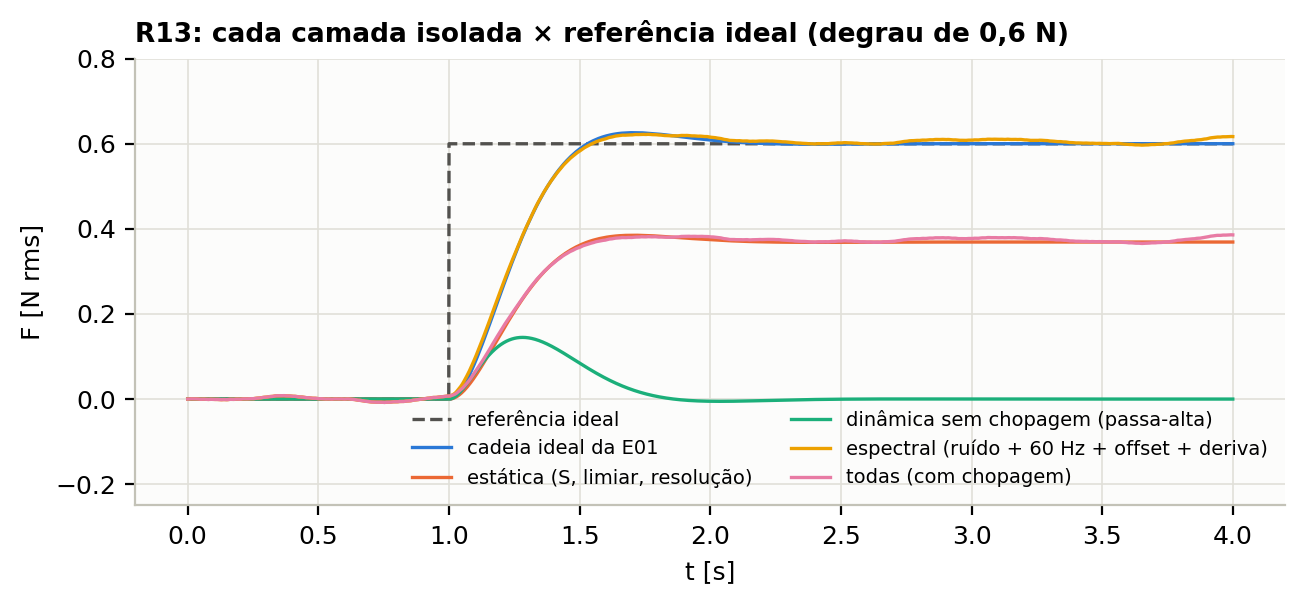 R13: cada camada isolada × referência ideal (degrau de 0,6 N)
0.8
0.6
0.4
0.2
0.0
−0.2
F [N rms]
referência ideal
cadeia ideal da E01
estática (S, limiar, resolução)
dinâmica sem chopagem (passa-alta)
espectral (ruído + 60 Hz + offset + deriva)
todas (com chopagem)
0.0 0.5 1.0 1.5 2.0 2.5 3.0 3.5 4.0
t [s]